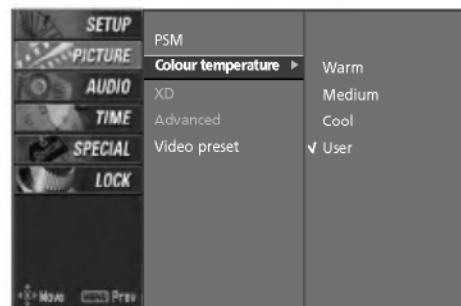 SETUP
PICTURE
AUDIO
TIME
SPECIAL
LOCK
Move MENU Prev
PSM
Colour temperature
XD
Advanced
Video preset
Warm
Medium
Cool
✓ User